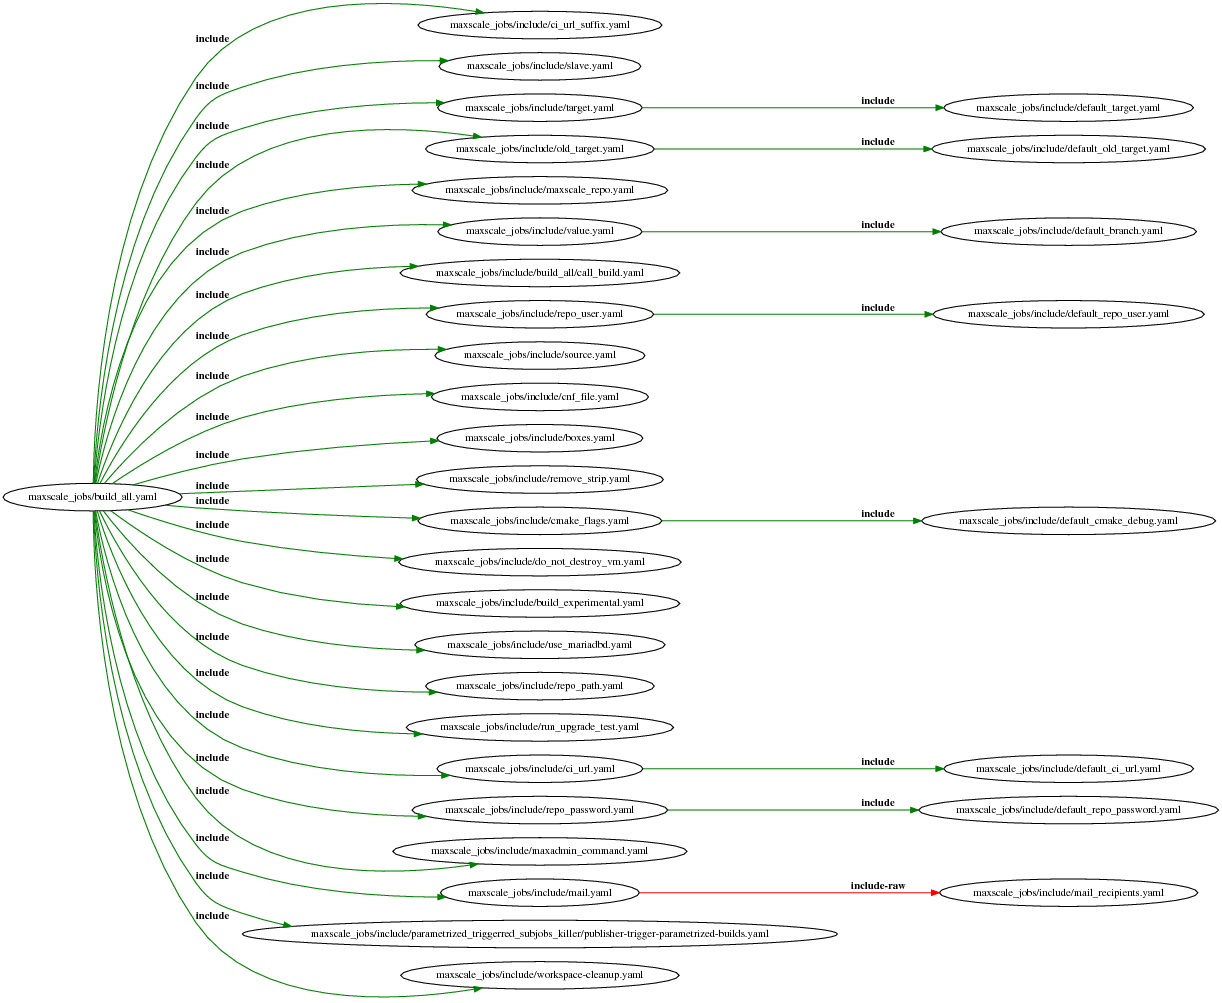 maxscale_jobs/include/ci_url_suffix.yaml
include
maxscale_jobs/include/slave.yaml
include
maxscale_jobs/include/target.yaml
include
maxscale_jobs/include/default_target.yaml
include
maxscale_jobs/include/old_target.yaml
include
maxscale_jobs/include/default_old_target.yaml
include
maxscale_jobs/include/maxscale_repo.yaml
include
maxscale_jobs/include/value.yaml
include
maxscale_jobs/include/default_branch.yaml
include
maxscale_jobs/include/build_all/call_build.yaml
include
maxscale_jobs/include/repo_user.yaml
include
maxscale_jobs/include/default_repo_user.yaml
include
maxscale_jobs/include/source.yaml
include
maxscale_jobs/include/cnf_file.yaml
include
maxscale_jobs/include/boxes.yaml
include
maxscale_jobs/include/remove_strip.yaml
include
maxscale_jobs/build_all.yaml
include
maxscale_jobs/include/cmake_flags.yaml
include
maxscale_jobs/include/default_cmake_debug.yaml
include
maxscale_jobs/include/do_not_destroy_vm.yaml
include
maxscale_jobs/include/build_experimental.yaml
include
maxscale_jobs/include/use_mariadbd.yaml
include
maxscale_jobs/include/repo_path.yaml
include
maxscale_jobs/include/run_upgrade_test.yaml
include
maxscale_jobs/include/ci_url.yaml
include
maxscale_jobs/include/default_ci_url.yaml
include
maxscale_jobs/include/repo_password.yaml
include
maxscale_jobs/include/default_repo_password.yaml
include
maxscale_jobs/include/maxadmin_command.yaml
include
maxscale_jobs/include/mail.yaml
include-raw
maxscale_jobs/include/mail_recipients.yaml
include
maxscale_jobs/include/parametrized_triggerred_subjobs_killer/publisher-trigger-parametrized-builds.yaml
include
maxscale_jobs/include/workspace-cleanup.yaml